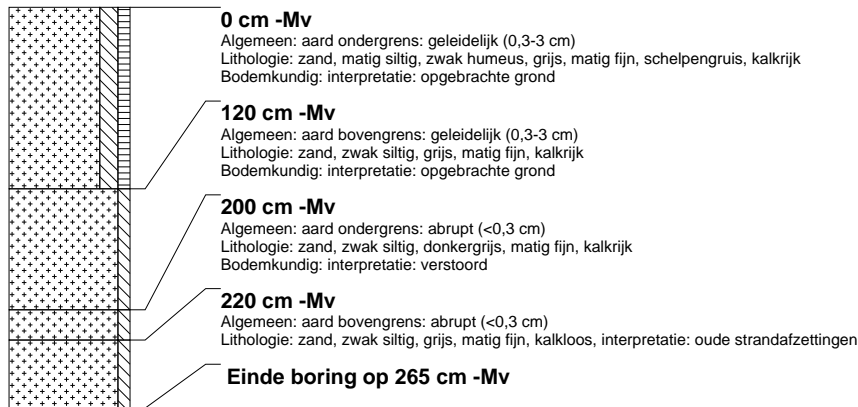 0 cm -Mv
Algemeen: aard ondergrens: geleidelijk (0,3-3 cm)
Lithologie: zand, matig siltig, zwak humeus, grijs, matig fijn, schelpengruis, kalkrijk
Bodemkundig: interpretatie: opgebrachte grond
120 cm -Mv
Algemeen: aard bovengrens: geleidelijk (0,3-3 cm)
Lithologie: zand, zwak siltig, grijs, matig fijn, kalkrijk
Bodemkundig: interpretatie: opgebrachte grond
200 cm -Mv
Algemeen: aard ondergrens: abrupt (<0,3 cm)
Lithologie: zand, zwak siltig, donkergrijs, matig fijn, kalkrijk
Bodemkundig: interpretatie: verstoord
220 cm -Mv
Algemeen: aard bovengrens: abrupt (<0,3 cm)
Lithologie: zand, zwak siltig, grijs, matig fijn, kalkloos, interpretatie: oude strandafzettingen
Einde boring op 265 cm -Mv